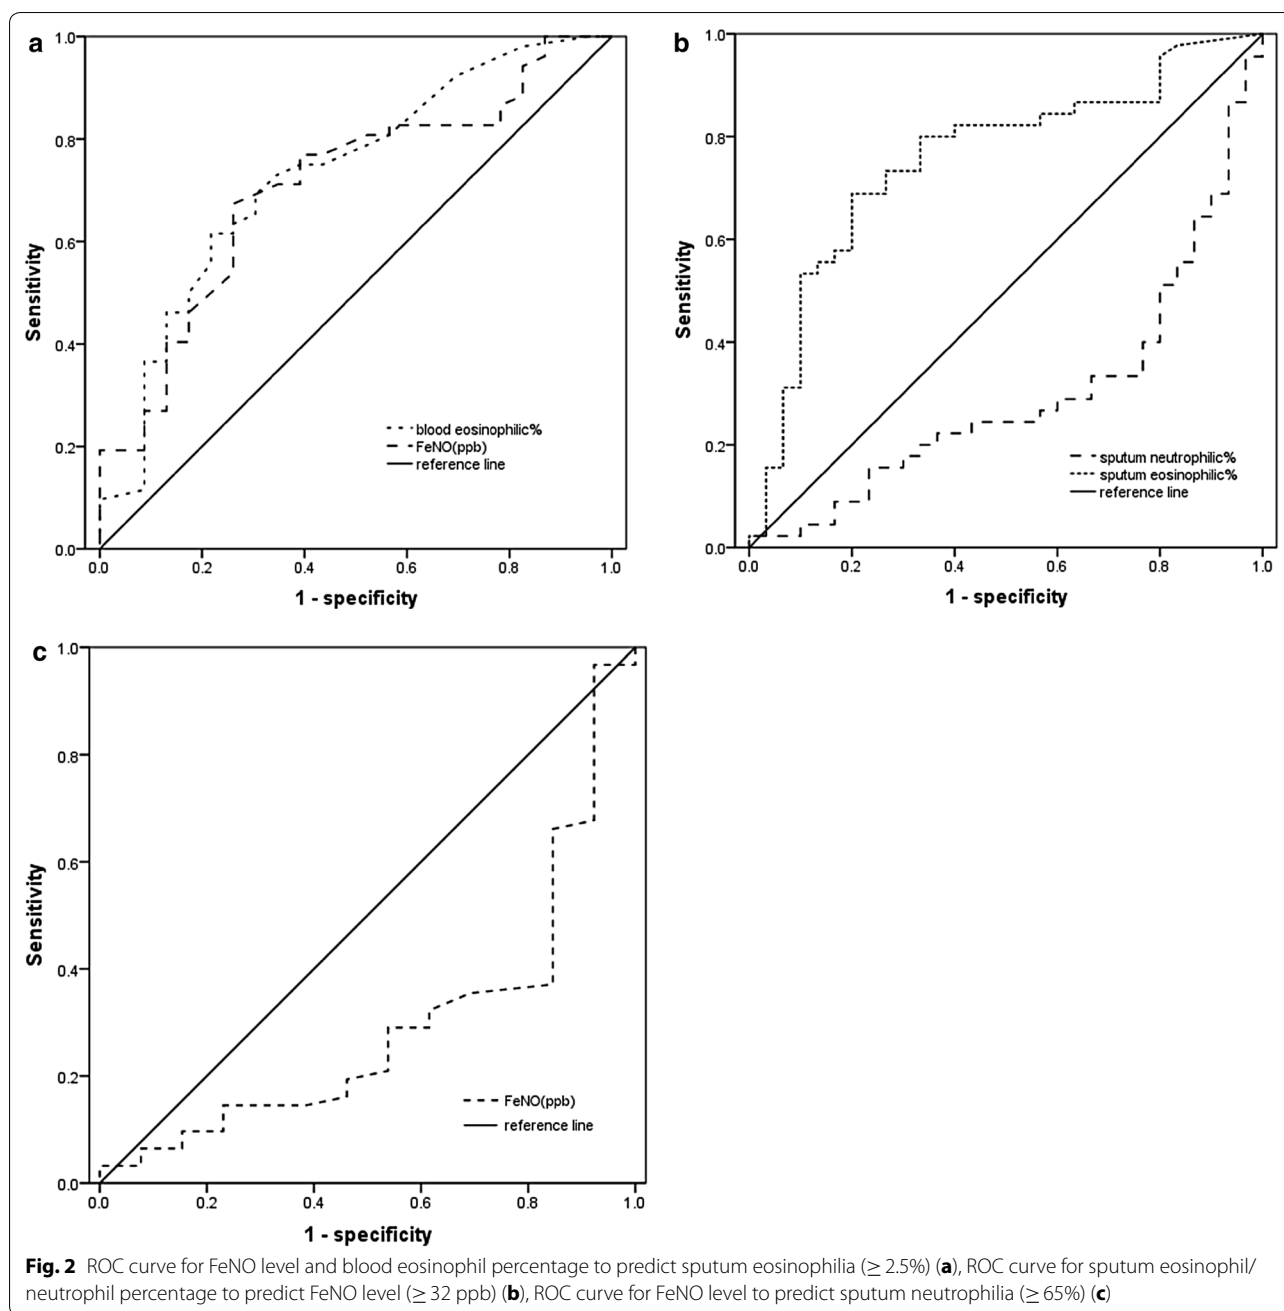 a
1.0
0.8
0.6
0.4
0.2
0.0
Sensitivity
blood eosinophilic%
FeNO(ppb)
reference line
0.0 0.2 0.4 0.6 0.8 1.0
1 - specificity
b
1.0
0.8
0.6
0.4
0.2
0.0
Sensitivity
sputum neutrophilic%
sputum eosinophilic%
reference line
0.0 0.2 0.4 0.6 0.8 1.0
1 - specificity
c
1.0
0.8
0.6
0.4
0.2
0.0
Sensitivity
FeNO(ppb)
reference line
0.0 0.2 0.4 0.6 0.8 1.0
1 - specificity
Fig. 2 ROC curve for FeNO level and blood eosinophil percentage to predict sputum eosinophilia (≥ 2.5%) (a), ROC curve for sputum eosinophil/
neutrophil percentage to predict FeNO level (≥ 32 ppb) (b), ROC curve for FeNO level to predict sputum neutrophilia (≥ 65%) (c)